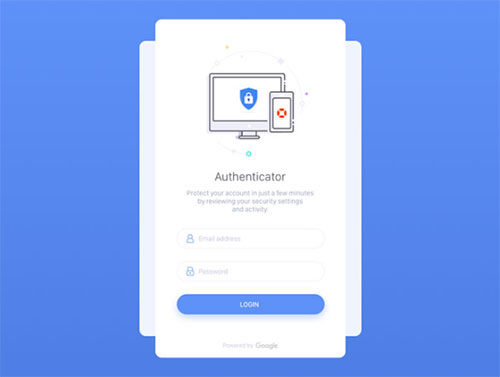 Authenticator
Protect your account in just a few minutes
by reviewing your security settings
and activity.
Email address
Password
LOGIN
Powered by Google